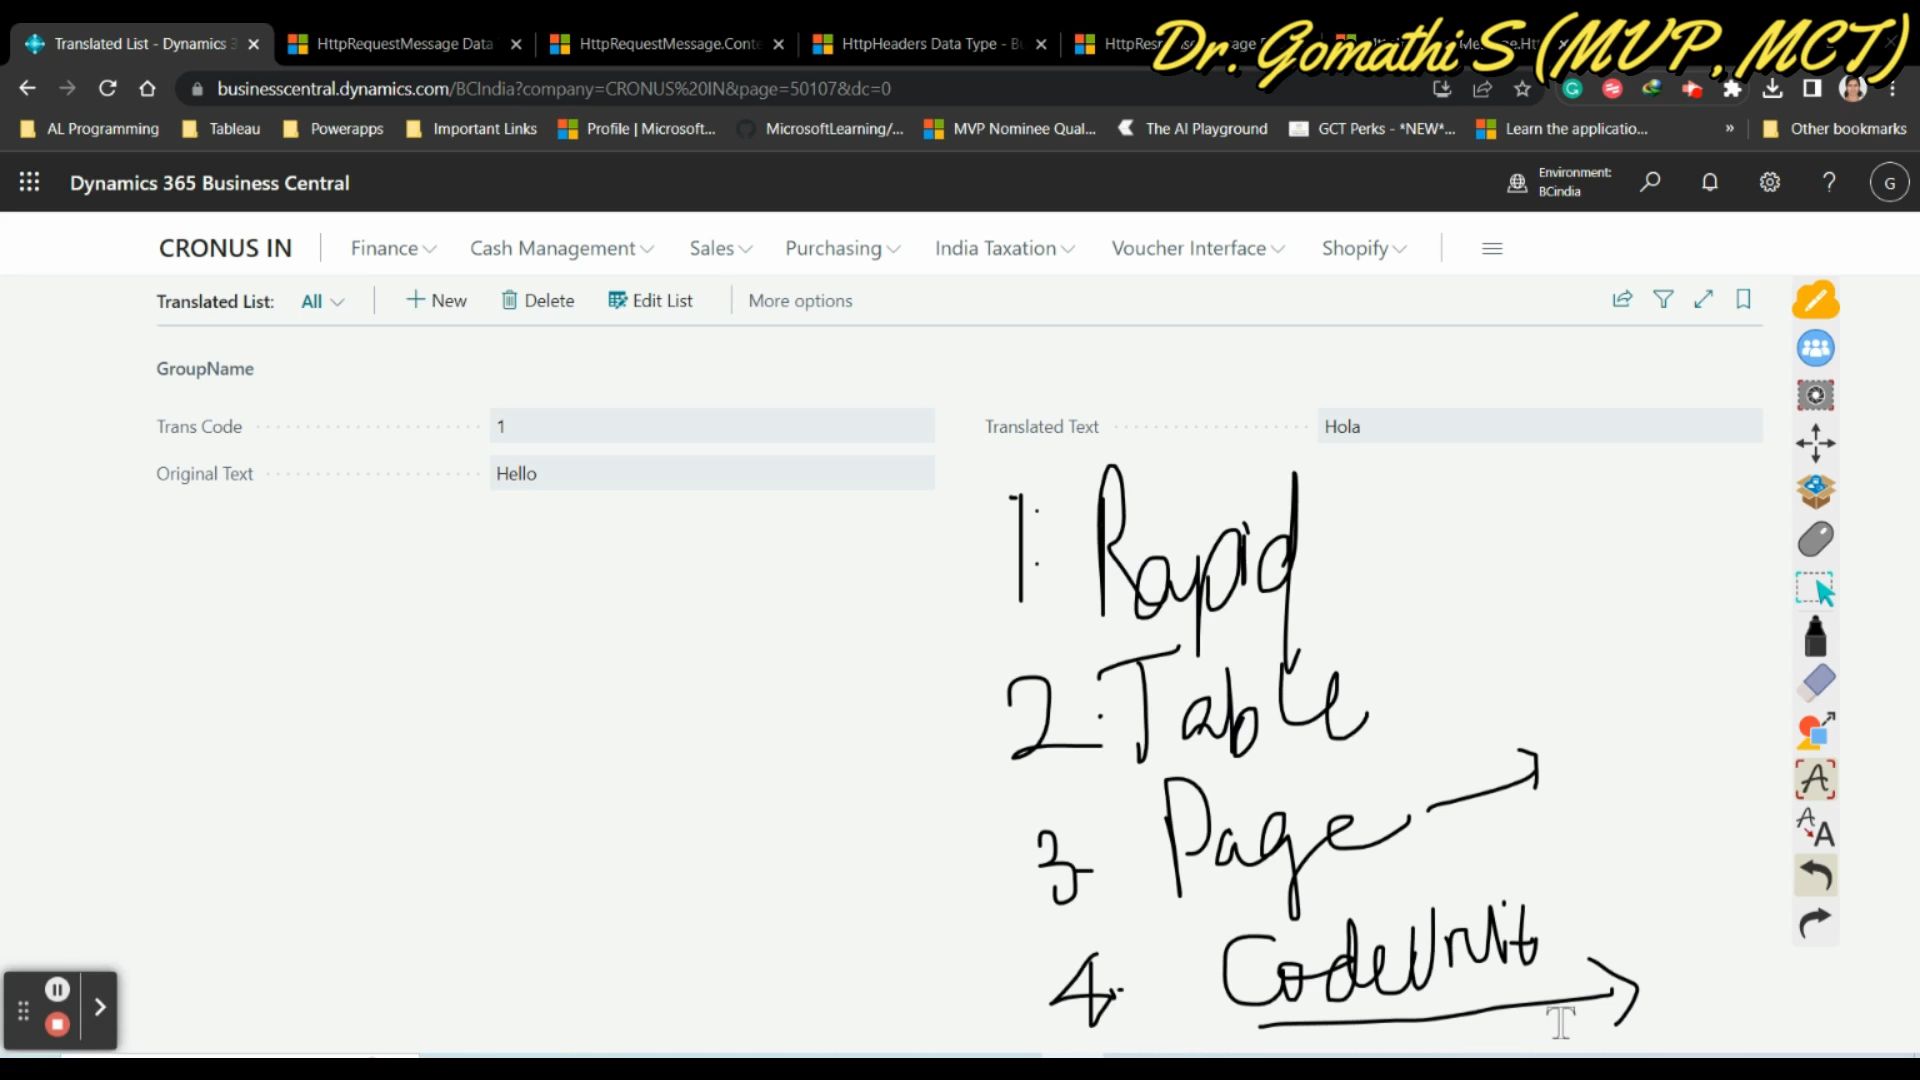 Translated List - Dynamics 3
HttpRequestMessage Data
HttpRequestMessage.Conte
HttpHeaders Data Type - B
Dr. Gomathi S (MVP, MCT)
businesscentral.dynamics.com/BCIndia?company=CRONUS%20IN&page=50107&dc=0
AL Programming
Tableau
Powerapps
Important Links
Profile | Microsoft...
MicrosoftLearning/...
MVP Nominee Qual...
The AI Playground
GCT Perks - *NEW*...
Learn the applicatio...
»
Other bookmarks
Dynamics 365 Business Central
Environment:
BCindia
?
G
CRONUS IN
Finance
Cash Management
Sales
Purchasing
India Taxation
Voucher Interface
Shopify
Translated List:
All
+ New
Delete
Edit List
More options
GroupName
Trans Code
1
Translated Text
Hola
Original Text
Hello
1. Rapid
2. Table
3 Page
4. CodeUnit